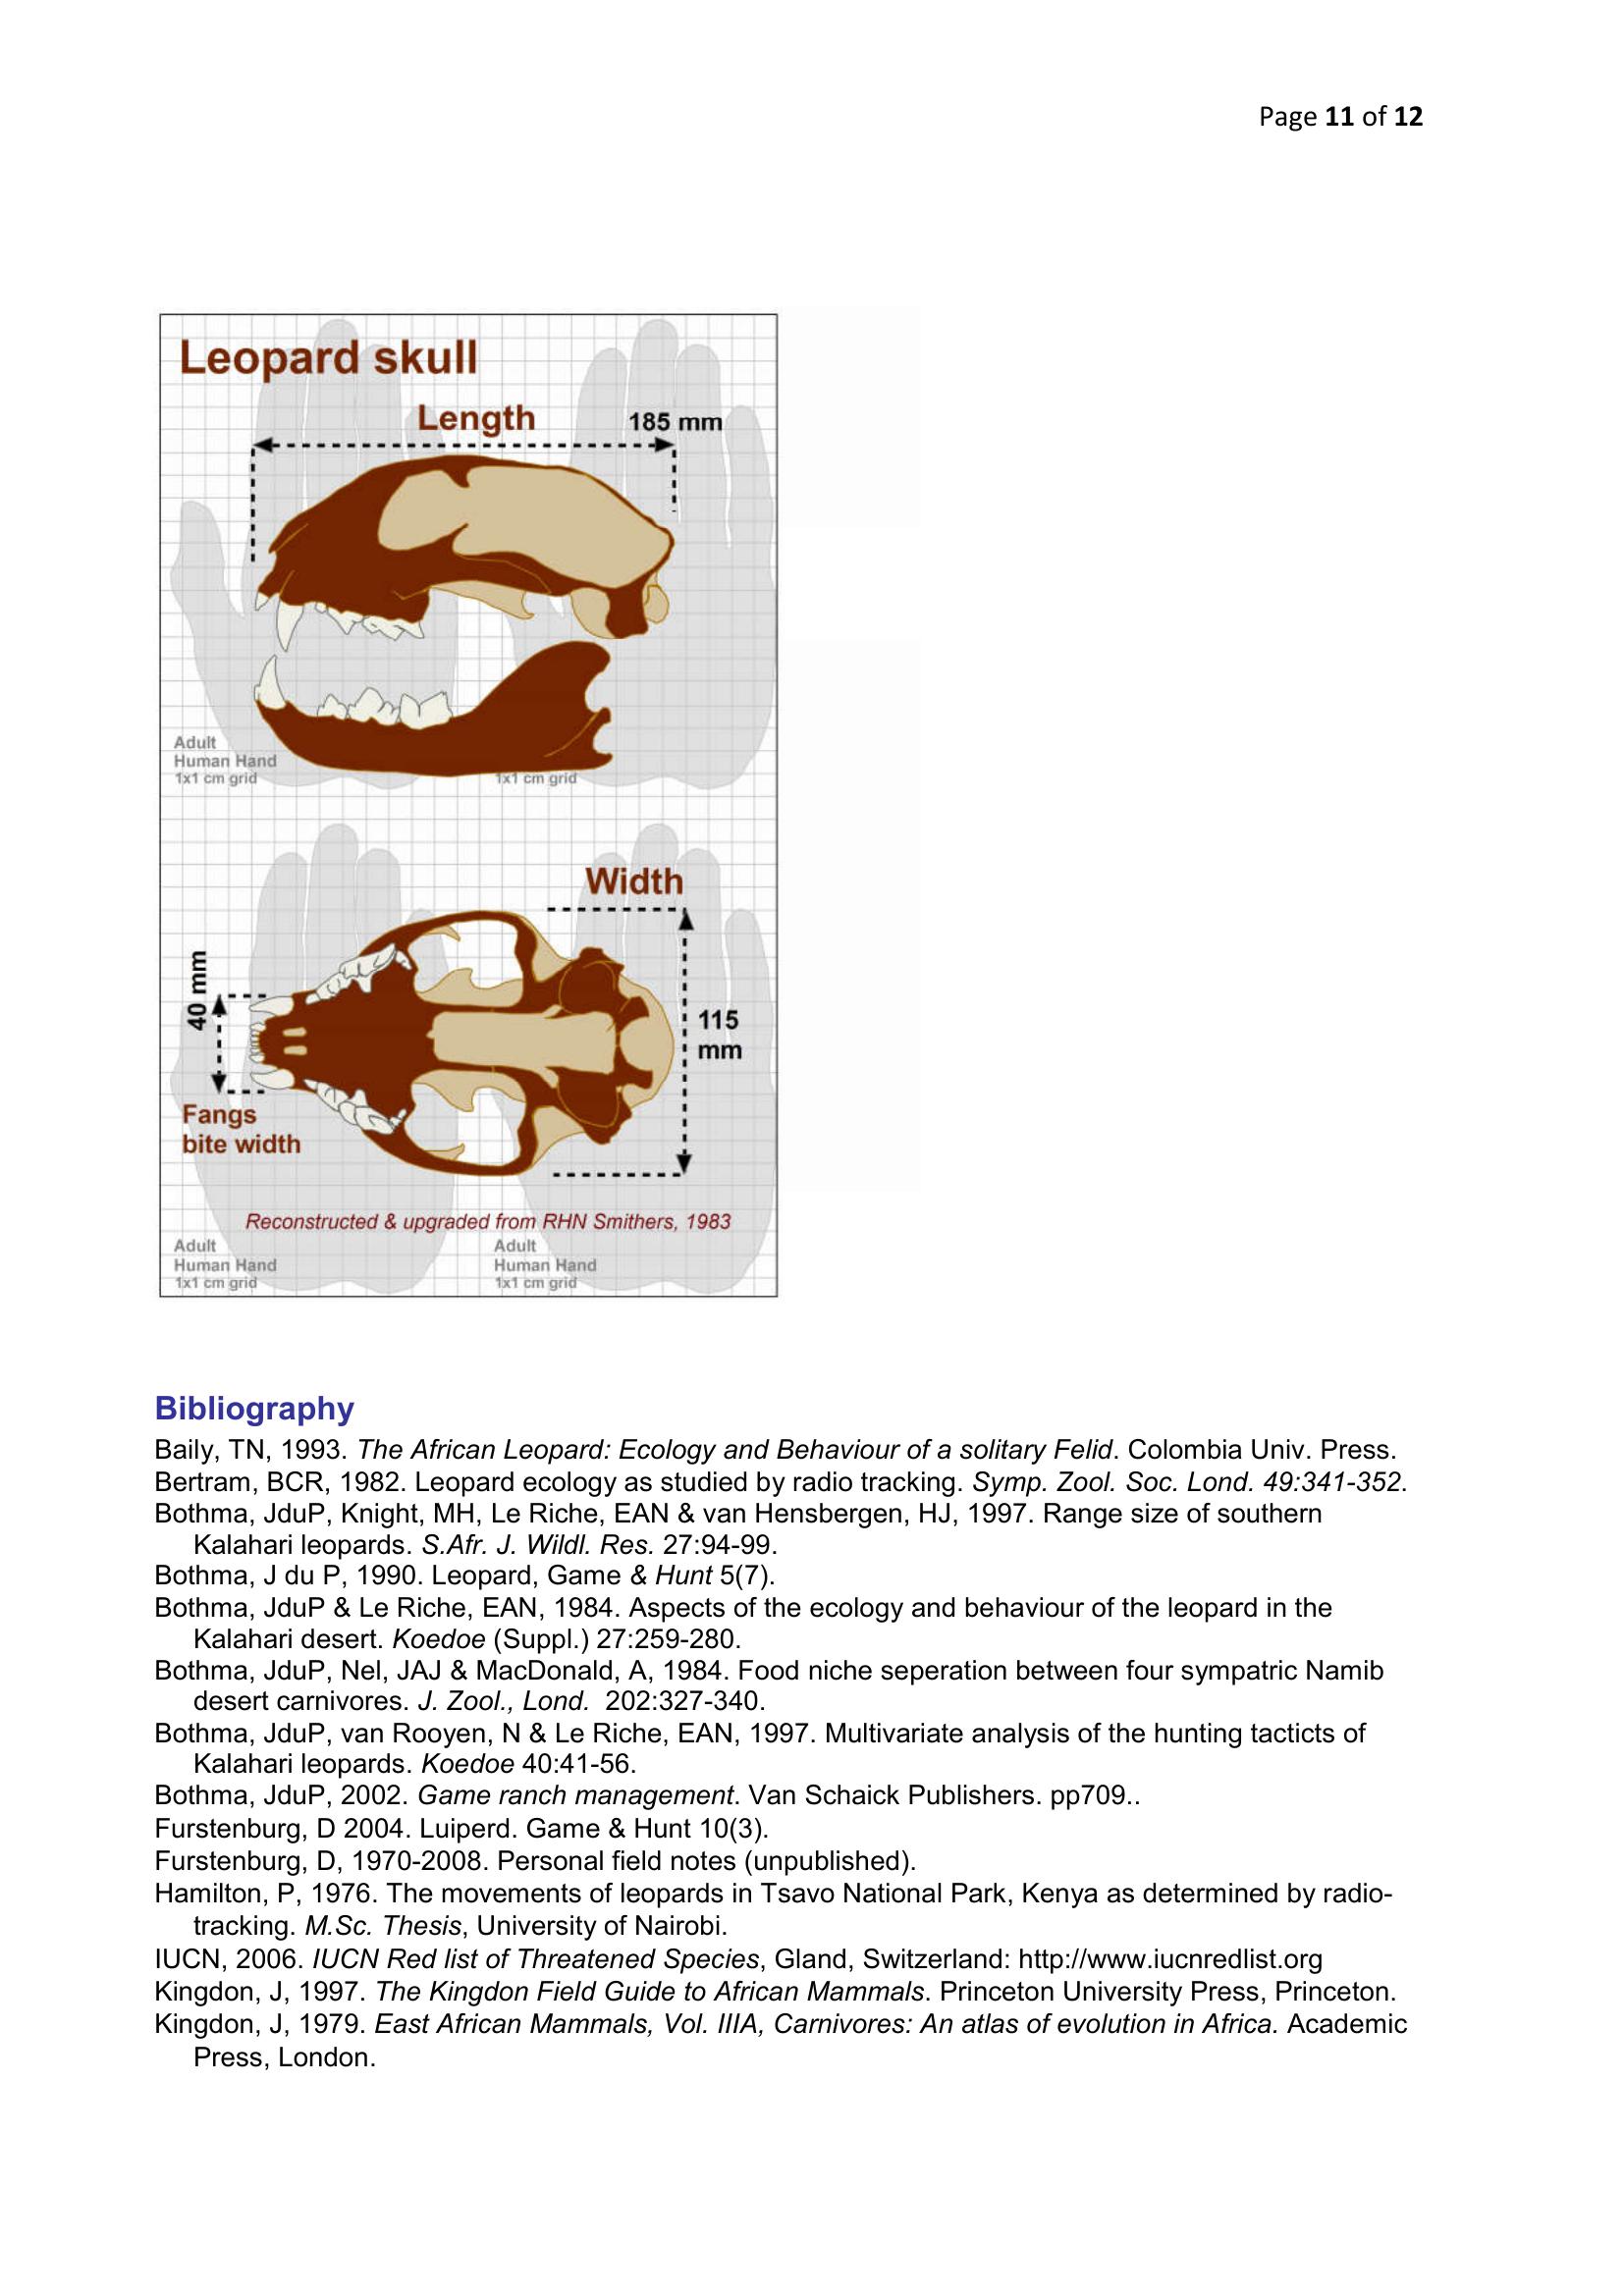 Page 11 of 12
Leopard skull
Length
185 mm
Adult
Human Hand
1x1 cm grid
1x1 cm grid
Width
40 mm
115
mm
Fangs
bite width
Reconstructed & upgraded from RHN Smithers, 1983
Adult
Human Hand
1x1 cm grid
Adult
Human Hand
1x1 cm grid
Bibliography
Baily, TN, 1993. The African Leopard: Ecology and Behaviour of a solitary Felid. Colombia Univ. Press.
Bertram, BCR, 1982. Leopard ecology as studied by radio tracking. Symp. Zool. Soc. Lond. 49:341-352.
Bothma, JduP, Knight, MH, Le Riche, EAN & van Hensbergen, HJ, 1997. Range size of southern
Kalahari leopards. S.Afr. J. Wildl. Res. 27:94-99.
Bothma, J du P, 1990. Leopard, Game & Hunt 5(7).
Bothma, JduP & Le Riche, EAN, 1984. Aspects of the ecology and behaviour of the leopard in the
Kalahari desert. Koedoe (Suppl.) 27:259-280.
Bothma, JduP, Nel, JAJ & MacDonald, A, 1984. Food niche seperation between four sympatric Namib
desert carnivores. J. Zool., Lond. 202:327-340.
Bothma, JduP, van Rooyen, N & Le Riche, EAN, 1997. Multivariate analysis of the hunting tacticts of
Kalahari leopards. Koedoe 40:41-56.
Bothma, JduP, 2002. Game ranch management. Van Schaick Publishers. pp709..
Furstenburg, D 2004. Luiperd. Game & Hunt 10(3).
Furstenburg, D, 1970-2008. Personal field notes (unpublished).
Hamilton, P, 1976. The movements of leopards in Tsavo National Park, Kenya as determined by radio-
tracking. M.Sc. Thesis, University of Nairobi.
IUCN, 2006. IUCN Red list of Threatened Species, Gland, Switzerland: http://www.iucnredlist.org
Kingdon, J, 1997. The Kingdon Field Guide to African Mammals. Princeton University Press, Princeton.
Kingdon, J, 1979. East African Mammals, Vol. IIIA, Carnivores: An atlas of evolution in Africa. Academic
Press, London.